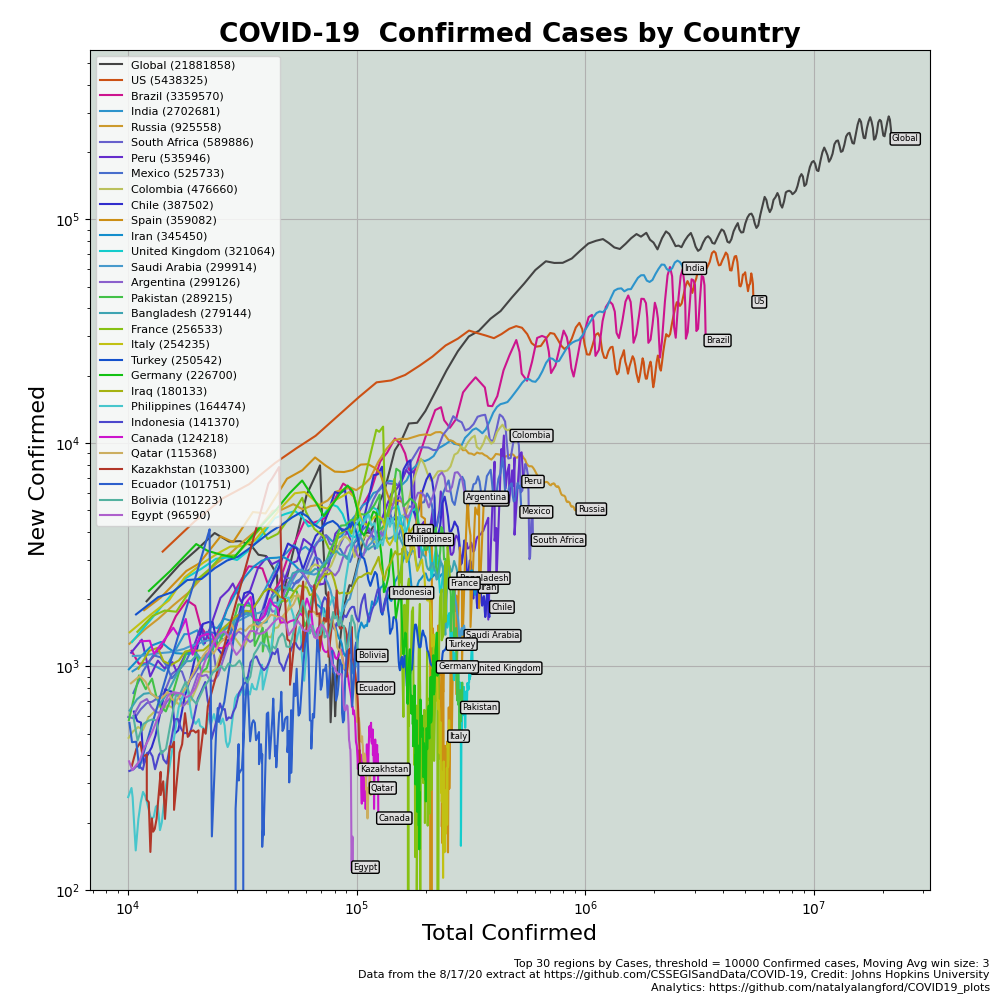 COVID-19  Confirmed Cases by Country
Global (21881858)
US (5438325)
Brazil (3359570)
India (2702681)
Russia (925558)
South Africa (589886)
Peru (535946)
Mexico (525733)
Colombia (476660)
Chile (387502)
Spain (359082)
Iran (345450)
United Kingdom (321064)
Saudi Arabia (299914)
Argentina (299126)
Pakistan (289215)
Bangladesh (279144)
France (256533)
Italy (254235)
Turkey (250542)
Germany (226700)
Iraq (180133)
Philippines (164474)
Indonesia (141370)
Canada (124218)
Qatar (115368)
Kazakhstan (103300)
Ecuador (101751)
Bolivia (101223)
Egypt (96590)
Global
India
US
Brazil
Colombia
Peru
Argentina
Russia
Mexico
Iraq
Philippines
South Africa
France
Indonesia
Chile
Saudi Arabia
Turkey
Bolivia
Germany
United Kingdom
Ecuador
Pakistan
Italy
Kazakhstan
Qatar
Canada
Egypt
10^5
10^4
10^3
10^2
New Confirmed
10^4 10^5 10^6 10^7
Total Confirmed
Top 30 regions by Cases, threshold = 10000 Confirmed cases, Moving Avg win size: 3
Data from the 8/17/20 extract at https://github.com/CSSEGISandData/COVID-19, Credit: Johns Hopkins University
Analytics: https://github.com/natalyalangford/COVID19_plots